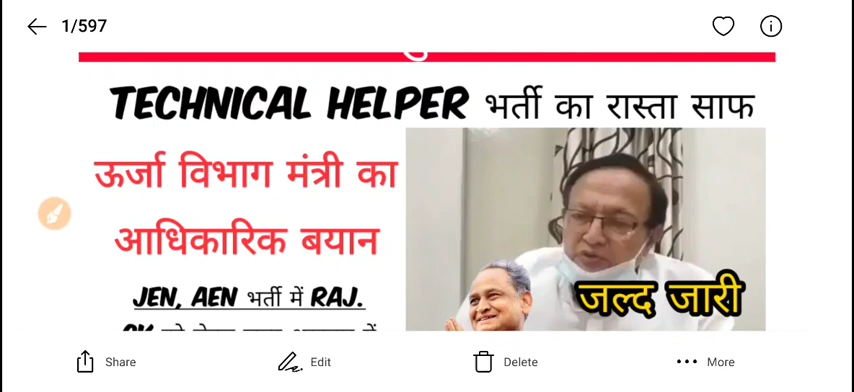 1/597
TECHNICAL HELPER भर्ती का रास्ता साफ
ऊर्जा विभाग मंत्री का
आधिकारिक बयान
JEN, AEN भर्ती में RAJ.
जल्द जारी
Share
Edit
Delete
More